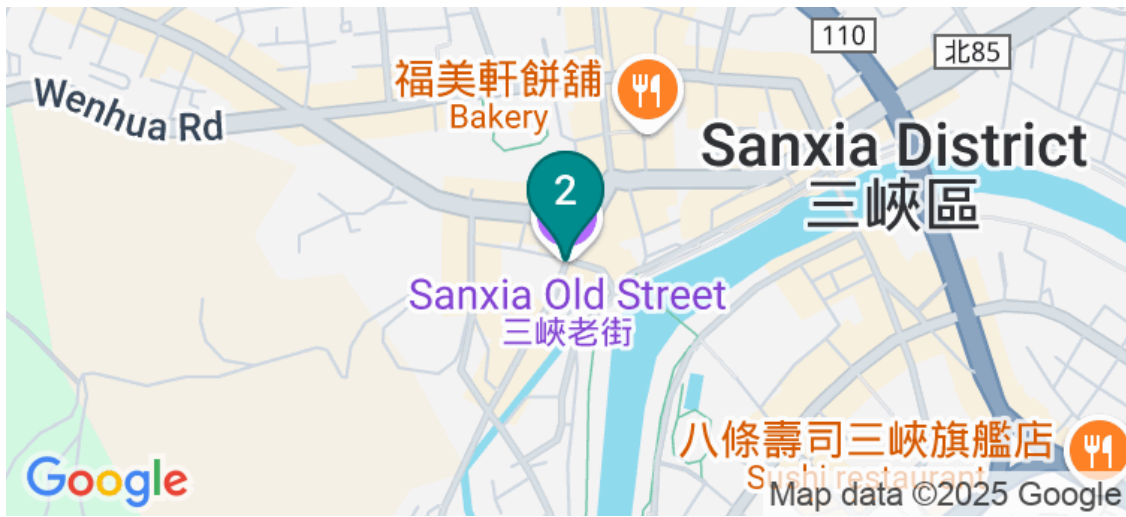 110
北85
福美軒餅舖
Bakery
Wenhua Rd
Sanxia District
三峽區
2
Sanxia Old Street
三峽老街
八條壽司三峽旗艦店
Sushi restaurant
Google
Map data ©2025 Google